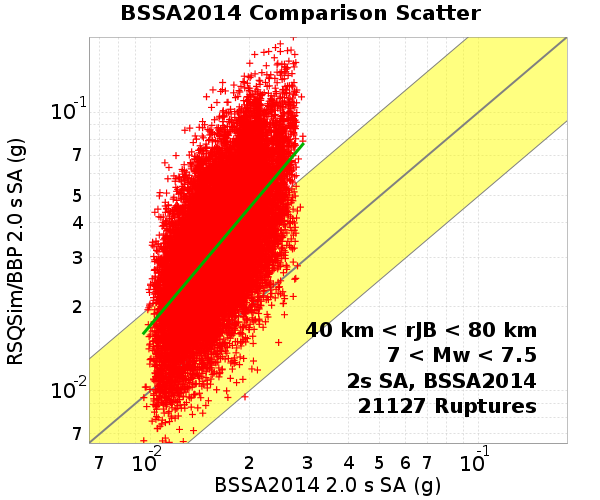 BSSA2014 Comparison Scatter
RSQSim/BBP 2.0 s SA (g)
10-1
7
5
4
3
2
10-2
7
40 km < rJB < 80 km
7 < Mw < 7.5
2s SA, BSSA2014
21127 Ruptures
7 10-2 2 3 4 5 6 7 10-1
BSSA2014 2.0 s SA (g)